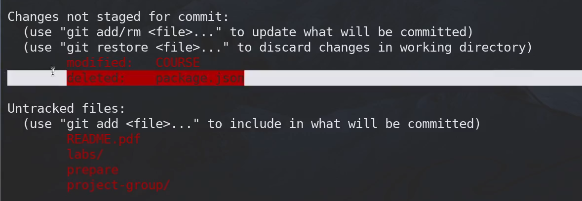 Changes not staged for commit:
(use "git add/rm <file>..." to update what will be committed)
(use "git restore <file>..." to discard changes in working directory)
modified: COURSE
deleted: package.json
Untracked files:
(use "git add <file>..." to include in what will be committed)
README.pdf
labs/
prepare
project-group/